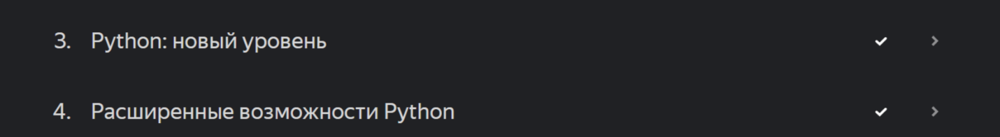 3. Python: новый уровень
4. Расширенные возможности Python